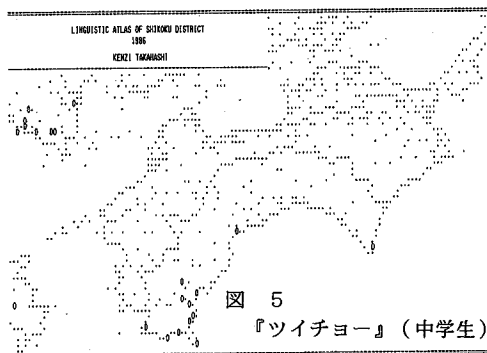 LINGUISTIC ATLAS OF SHIKOKU DISTRICT
1986
KENZI TAKAHASHI
図 5
『ツイチョー』(中学生)